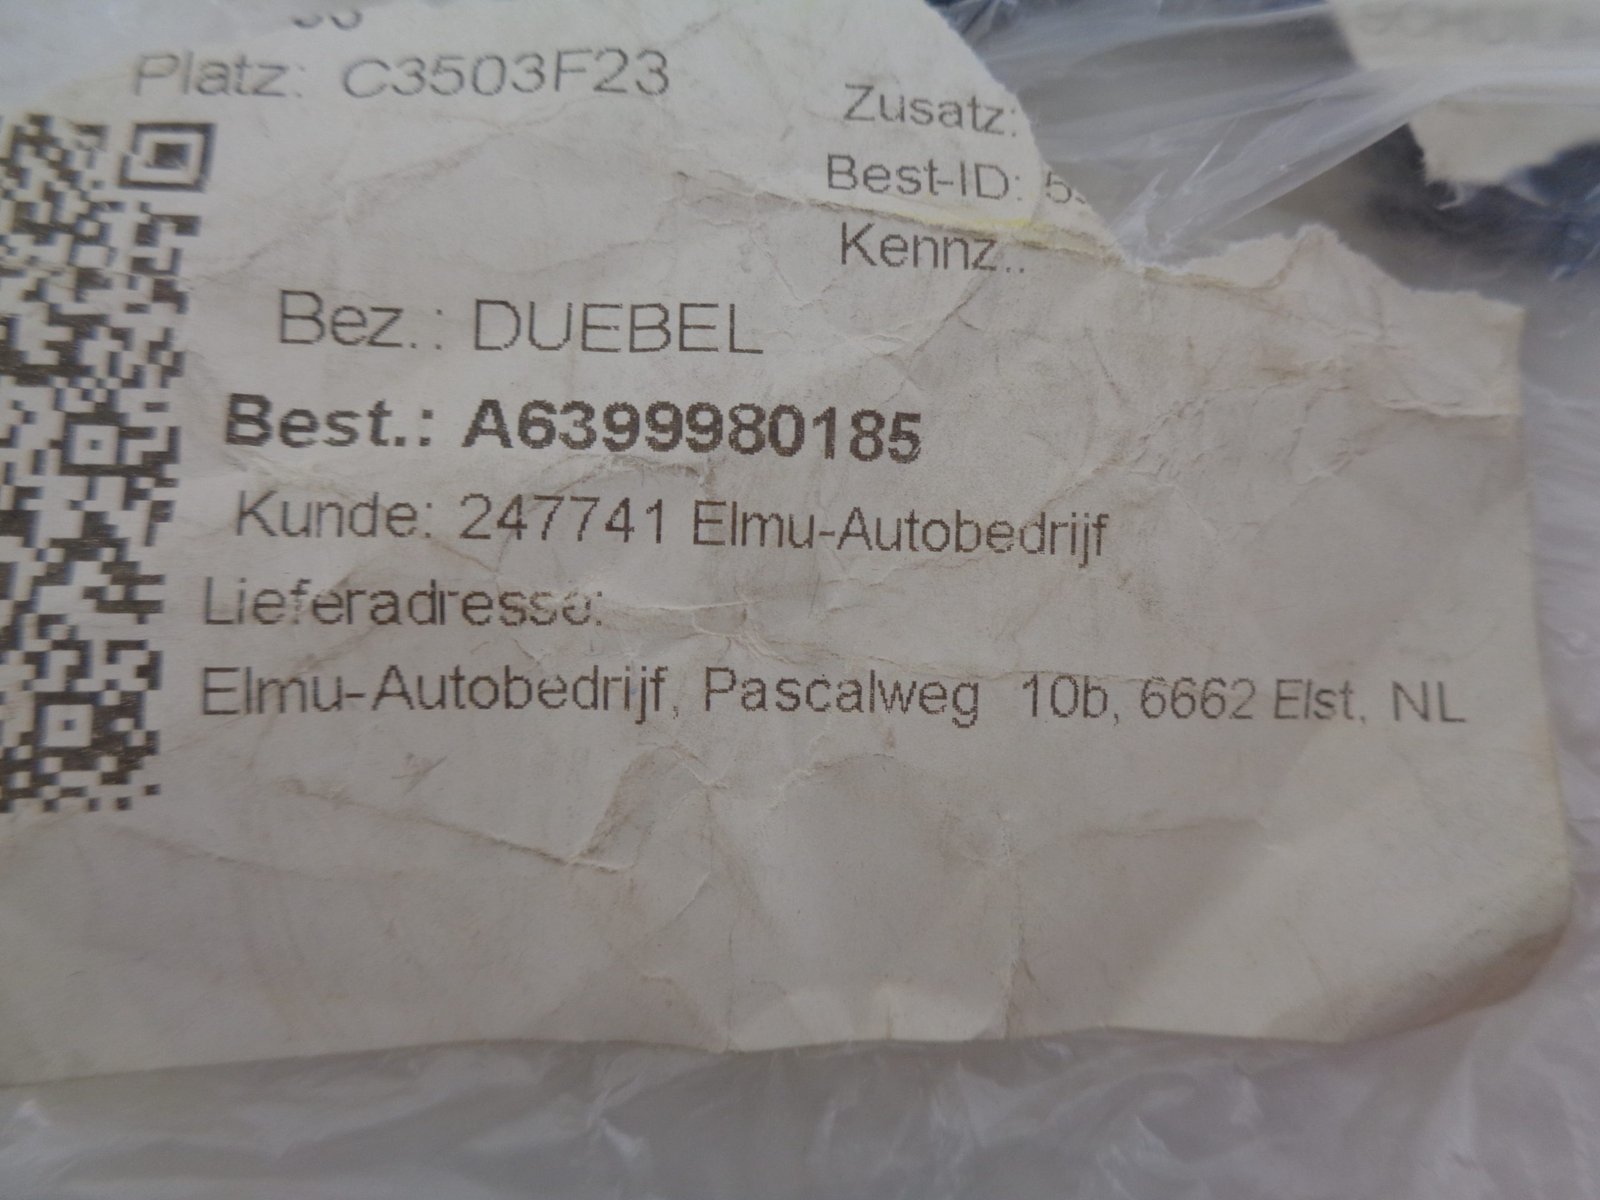 Platz: C3503F23
Zusatz:
Best-ID: 5
Kennz.:
Bez.: DUEBEL
Best.: A6399980185
Kunde: 247741 Elmu-Autobedrijf
Lieferadresse:
Elmu-Autobedrijf, Pascalweg 10b, 6662 Elst, NL